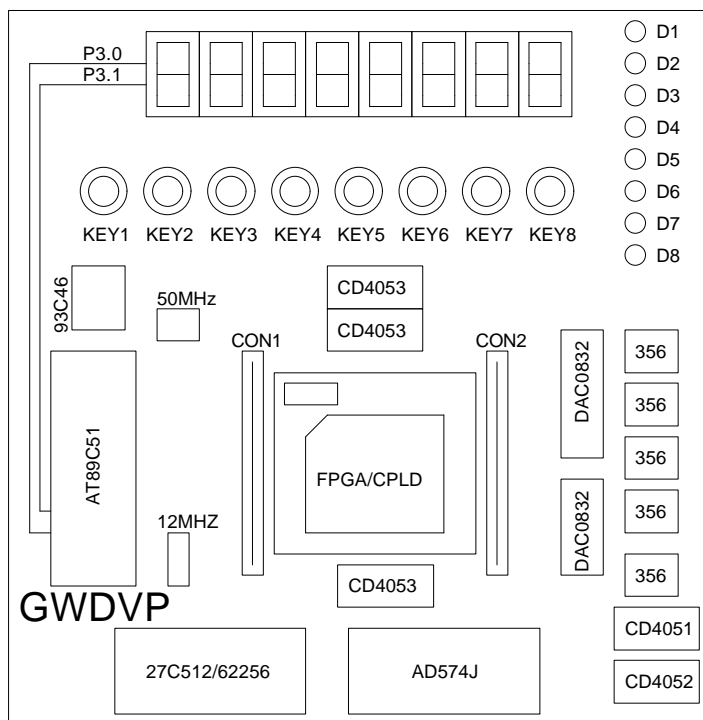 P3.0
P3.1
D1
D2
D3
D4
D5
D6
D7
D8
KEY1 KEY2 KEY3 KEY4 KEY5 KEY6 KEY7 KEY8
93C46
50MHz
CD4053
CD4053
CON1
CON2
AT89C51
FPGA/CPLD
DAC0832
DAC0832
356
356
356
356
356
12MHZ
CD4053
GWDVP
27C512/62256
AD574J
CD4051
CD4052